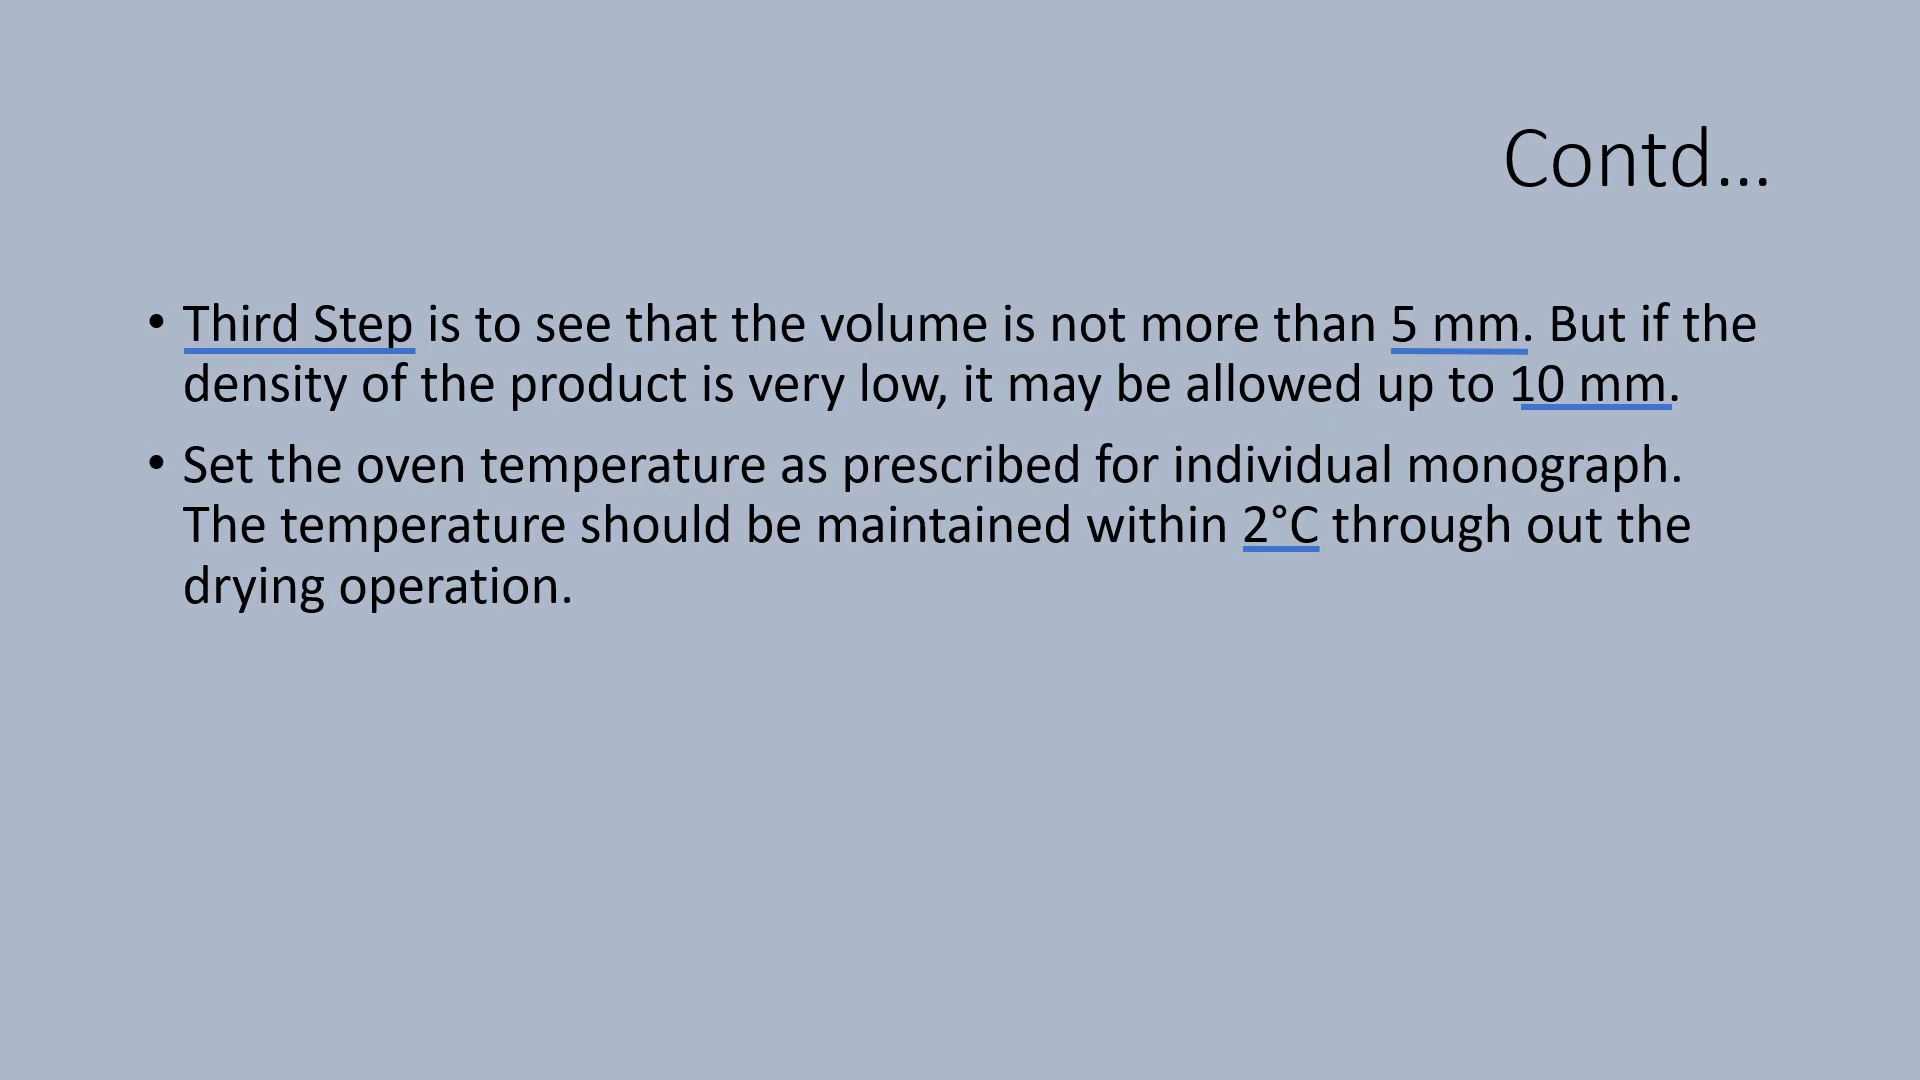 Contd…
• Third Step is to see that the volume is not more than 5 mm. But if the
density of the product is very low, it may be allowed up to 10 mm.
• Set the oven temperature as prescribed for individual monograph.
The temperature should be maintained within 2°C through out the
drying operation.